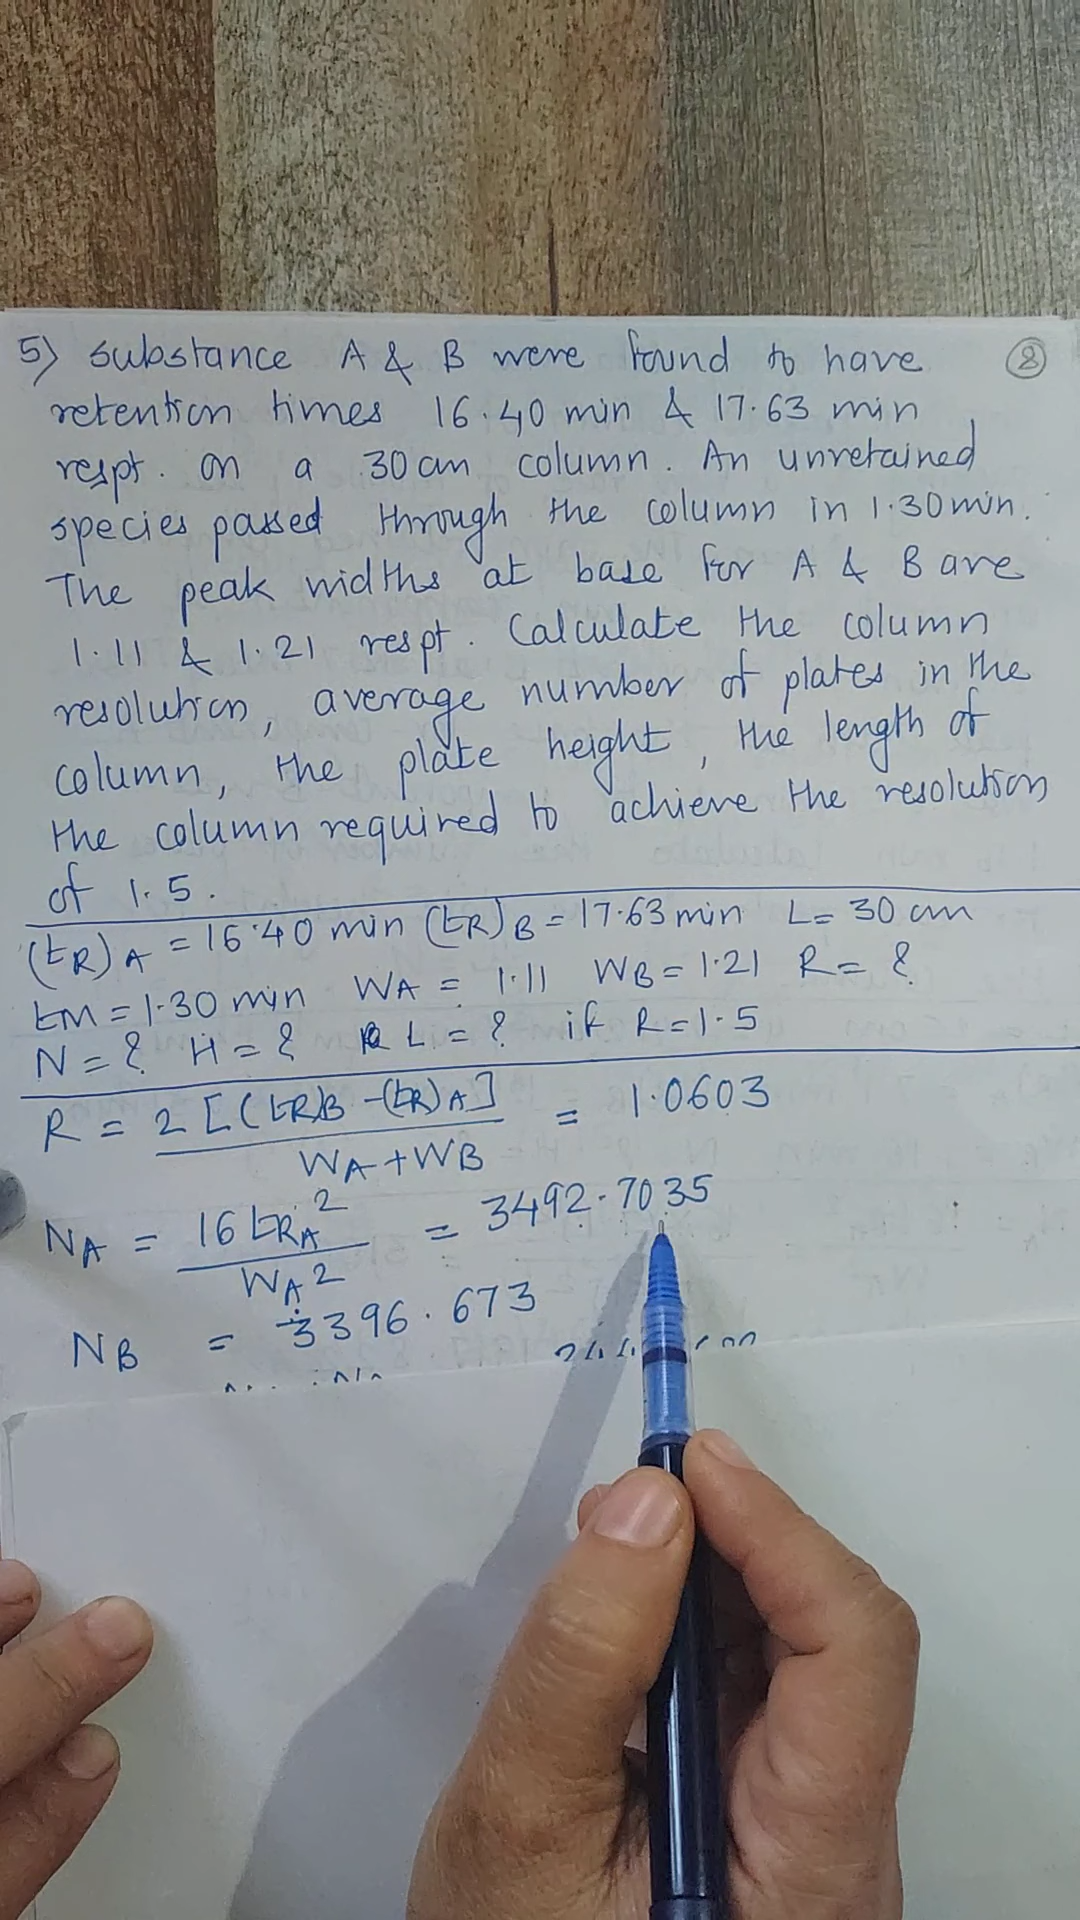 5) substance A & B were found to have
8
retention times 16.40 min & 17.63 min
respt. on a 30 cm column. An unretained
species passed through the column in 1.30 min.
The peak widths at base for A & B are
1.11 & 1.21 respt. Calculate the column
resolution, average number of plates in the
column, the plate height, the length of
the column required to achieve the resolution
of 1.5.
(tR)A = 16.40 min (tR)B = 17.63 min L = 30 cm
tM = 1.30 min WA = 1.11 WB = 1.21 R = ?
N = ? H = ? L = ? if R = 1.5
R = 2 [(tR)B - (tR)A] / WA + WB = 1.0603
NA = 16 tRA² / WA² = 3492.7035
NB = 3396.673